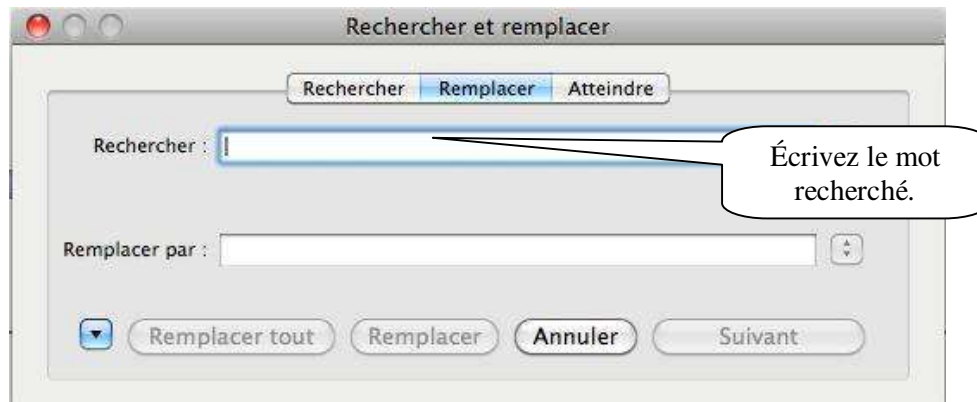 Rechercher et remplacer
Rechercher Remplacer Atteindre
Rechercher :
Écrivez le mot
recherché.
Remplacer par :
Remplacer tout Remplacer Annuler Suivant